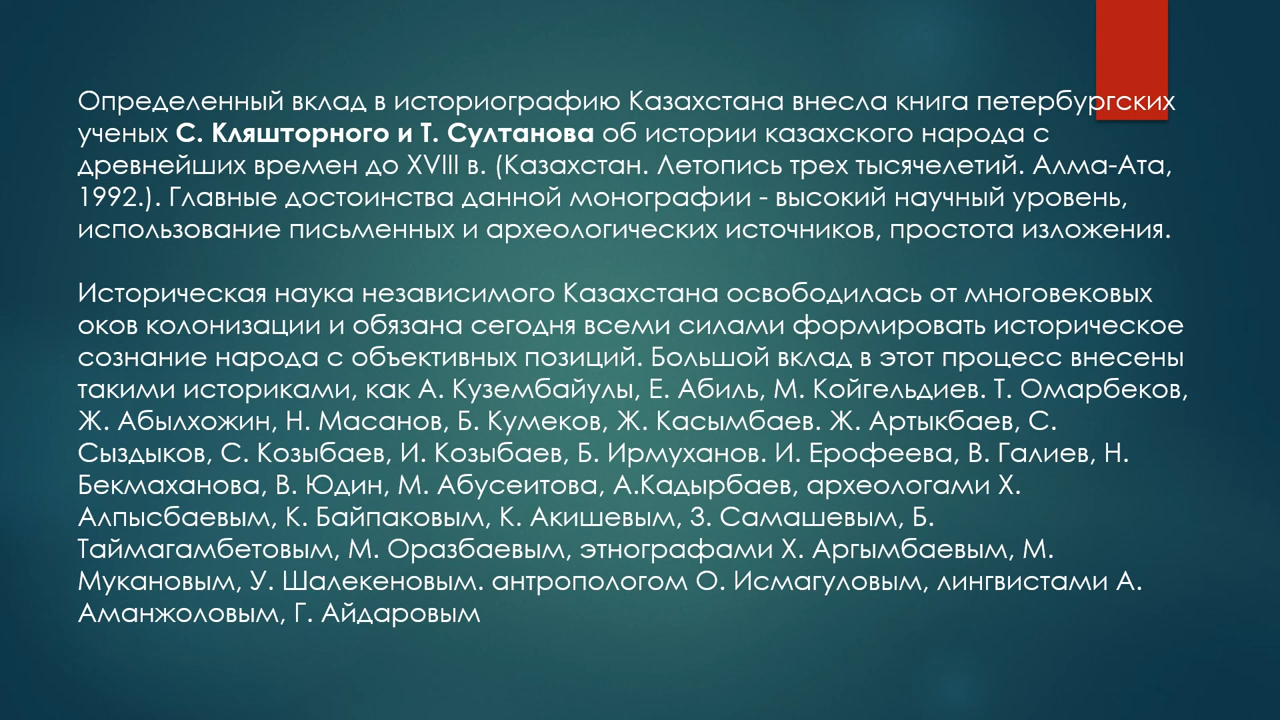 Определенный вклад в историографию Казахстана внесла книга петербургских
ученых С. Кляшторного и Т. Султанова об истории казахского народа с
древнейших времен до XVIII в. (Казахстан. Летопись трех тысячелетий. Алма-Ата,
1992.). Главные достоинства данной монографии - высокий научный уровень,
использование письменных и археологических источников, простота изложения.
Историческая наука независимого Казахстана освободилась от многовековых
оков колонизации и обязана сегодня всеми силами формировать историческое
сознание народа с объективных позиций. Большой вклад в этот процесс внесены
такими историками, как А. Кузембайулы, Е. Абиль, М. Койгельдиев. Т. Омарбеков,
Ж. Абылхожин, Н. Масанов, Б. Кумеков, Ж. Касымбаев. Ж. Артыкбаев, С.
Сыздыков, С. Козыбаев, И. Козыбаев, Б. Ирмуханов. И. Ерофеева, В. Галиев, Н.
Бекмаханова, В. Юдин, М. Абусеитова, А.Кадырбаев, археологами Х.
Алпысбаевым, К. Байпаковым, К. Акишевым, З. Самашевым, Б.
Таймагамбетовым, М. Оразбаевым, этнографами Х. Аргымбаевым, М.
Мукановым, У. Шалекеновым. антропологом О. Исмагуловым, лингвистами А.
Аманжоловым, Г. Айдаровым